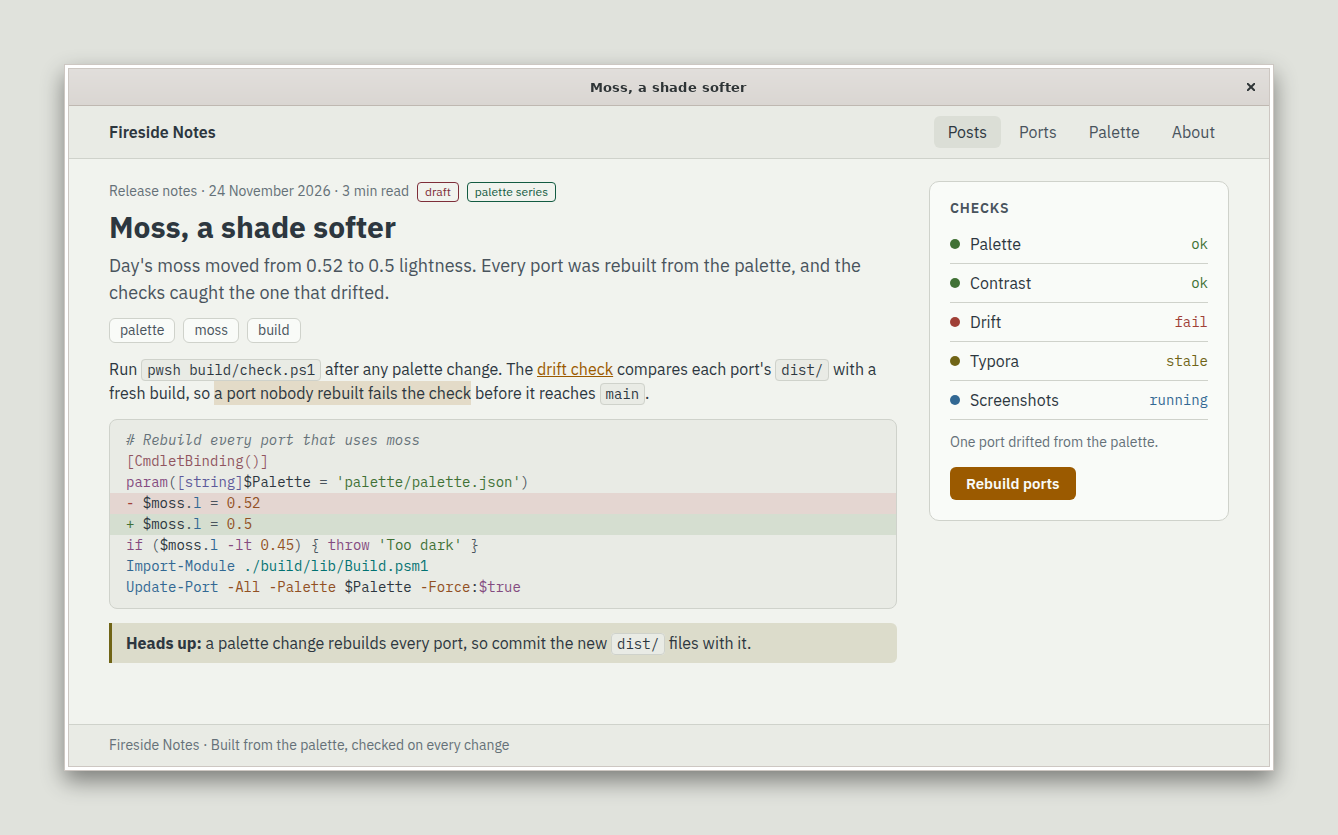 Moss, a shade softer ×
Fireside Notes Posts Ports Palette About
Release notes · 24 November 2026 · 3 min read draft palette series
Moss, a shade softer
Day's moss moved from 0.52 to 0.5 lightness. Every port was rebuilt from the palette, and the
checks caught the one that drifted.
palette moss build
Run pwsh build/check.ps1 after any palette change. The drift check compares each port's dist/ with a
fresh build, so a port nobody rebuilt fails the check before it reaches main.
# Rebuild every port that uses moss
[CmdletBinding()]
param([string]$Palette = 'palette/palette.json')
- $moss.l = 0.52
+ $moss.l = 0.5
if ($moss.l -lt 0.45) { throw 'Too dark' }
Import-Module ./build/lib/Build.psm1
Update-Port -All -Palette $Palette -Force:$true
Heads up: a palette change rebuilds every port, so commit the new dist/ files with it.
CHECKS
Palette ok
Contrast ok
Drift fail
Typora stale
Screenshots running
One port drifted from the palette.
Rebuild ports
Fireside Notes · Built from the palette, checked on every change